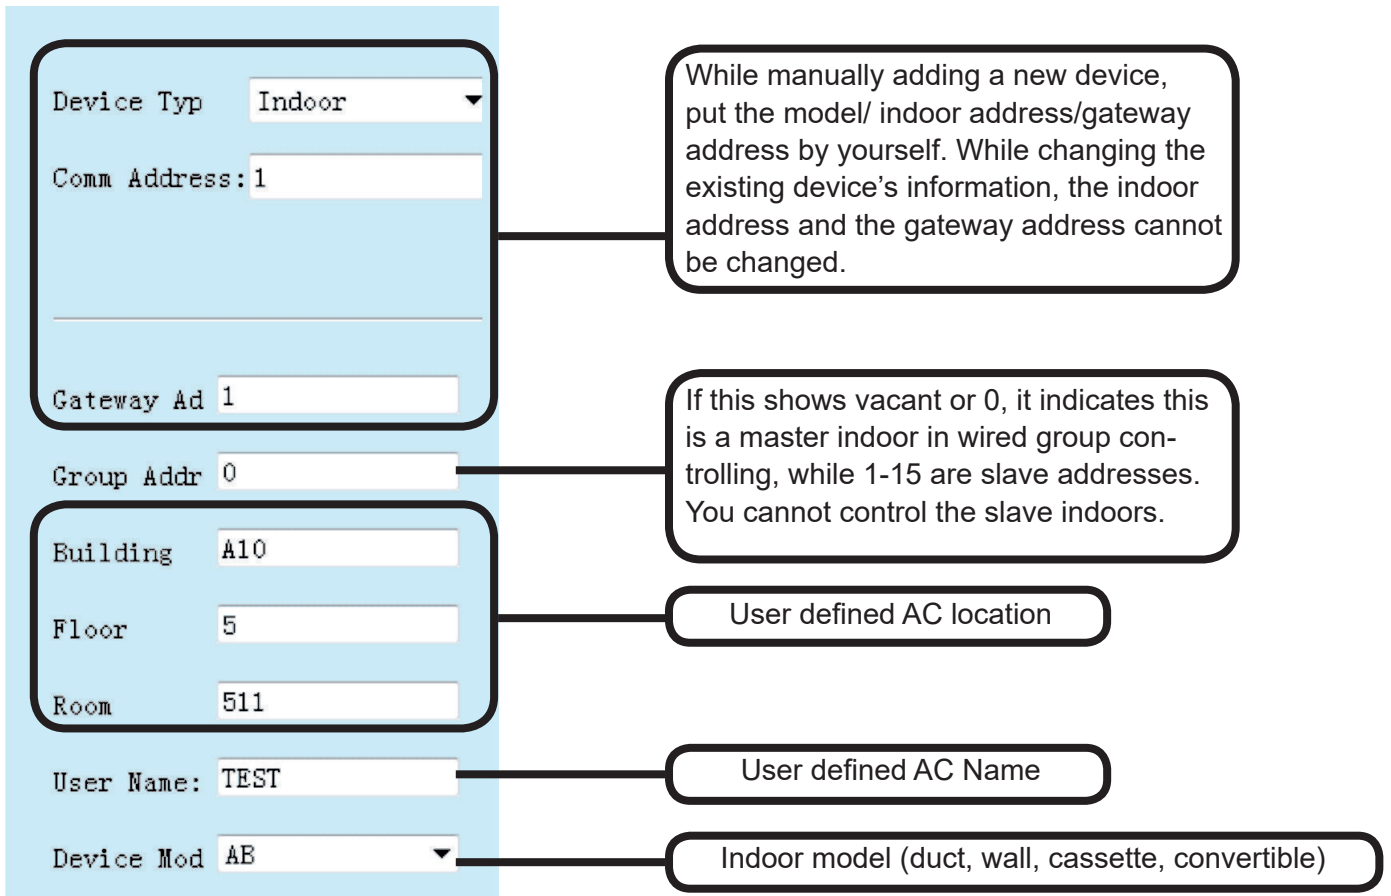 Device Typ Indoor
Comm Address: 1
Gateway Ad 1
Group Addr 0
Building A10
Floor 5
Room 511
User Name: TEST
Device Mod AB
While manually adding a new device,
put the model/ indoor address/gateway
address by yourself. While changing the
existing device's information, the indoor
address and the gateway address cannot
be changed.
If this shows vacant or 0, it indicates this
is a master indoor in wired group con-
trolling, while 1-15 are slave addresses.
You cannot control the slave indoors.
User defined AC location
User defined AC Name
Indoor model (duct, wall, cassette, convertible)